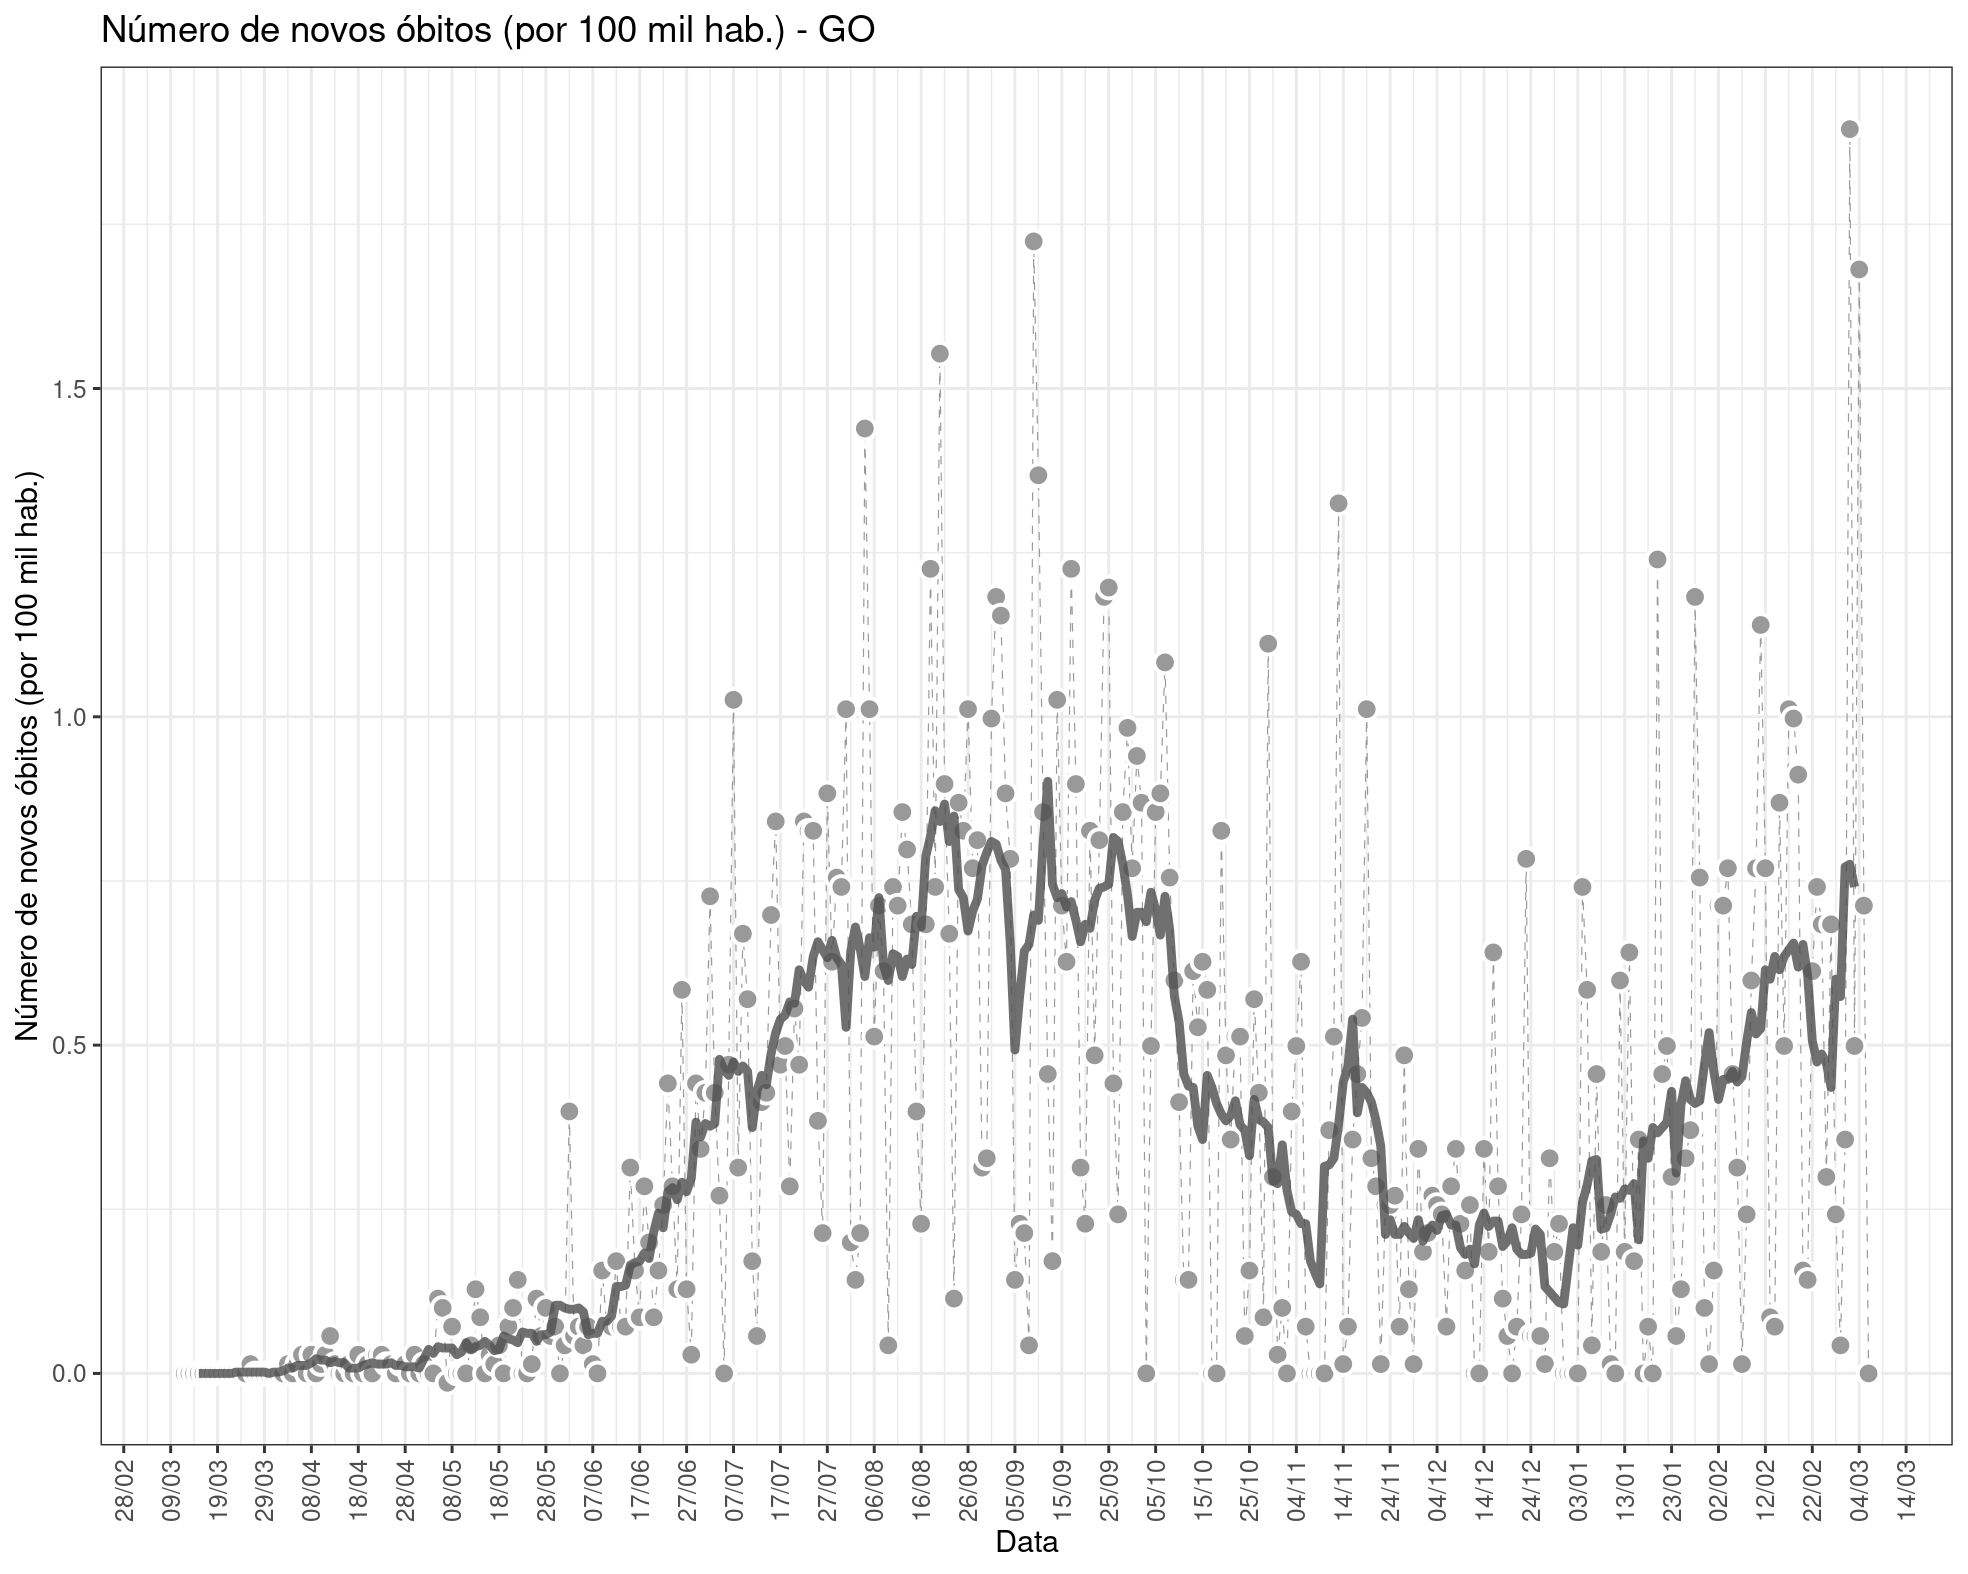 Número de novos óbitos (por 100 mil hab.) - GO
Número de novos óbitos (por 100 mil hab.)
1.5
1.0
0.5
0.0
28/02 09/03 19/03 29/03 08/04 18/04 28/04 08/05 18/05 28/05 07/06 17/06 27/06 07/07 17/07 27/07 06/08 16/08 26/08 05/09 15/09 25/09 05/10 15/10 25/10 04/11 14/11 24/11 04/12 14/12 24/12 03/01 13/01 23/01 02/02 12/02 22/02 04/03 14/03
Data